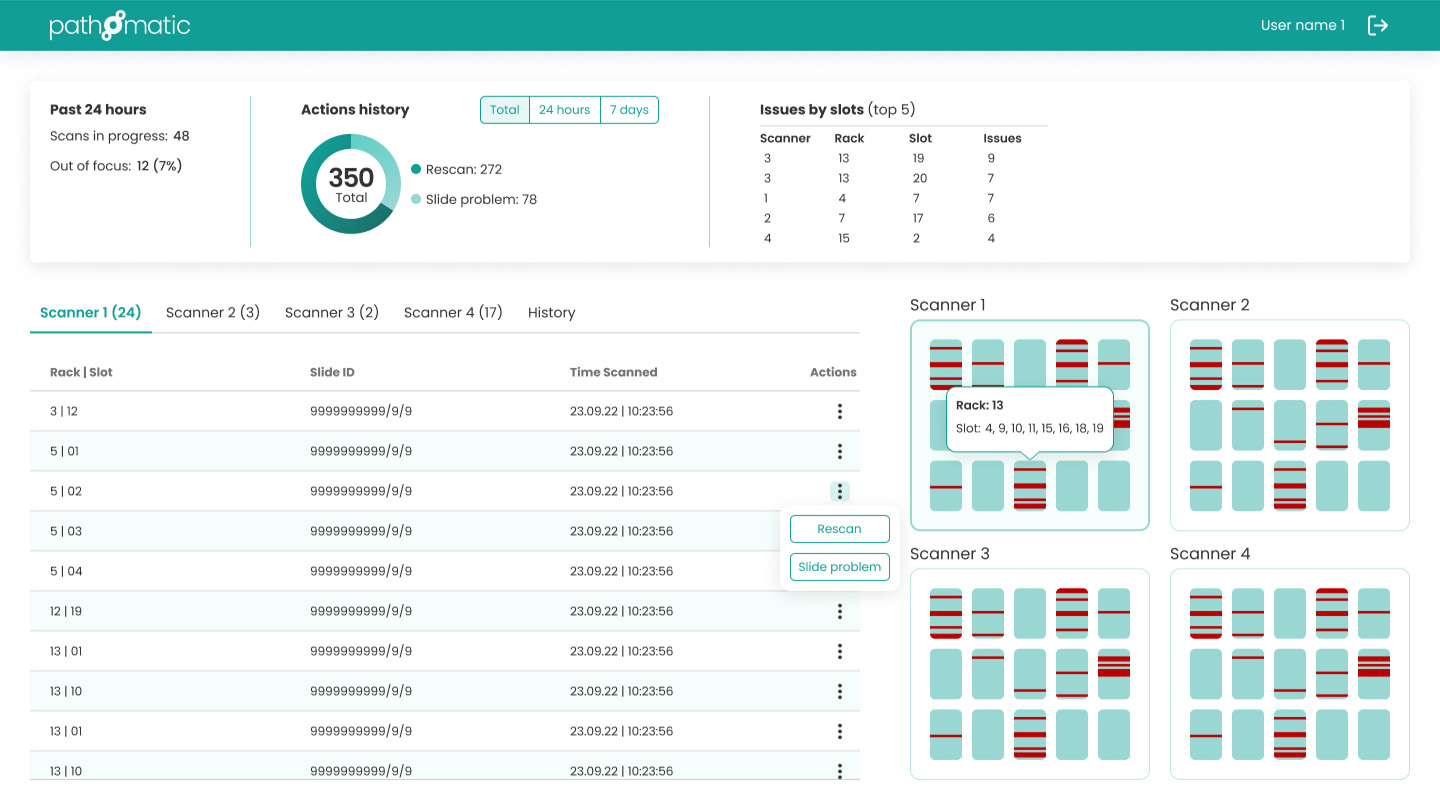 pathomatic
User name 1
Past 24 hours
Scans in progress: 48
Out of focus: 12 (7%)
Actions history
Total 24 hours 7 days
350
Total
Rescan: 272
Slide problem: 78
Issues by slots (top 5)
Scanner Rack Slot Issues
3 13 19 9
3 13 20 7
1 4 7 7
2 7 17 6
4 15 2 4
Scanner 1 (24) Scanner 2 (3) Scanner 3 (2) Scanner 4 (17) History
Rack | Slot Slide ID Time Scanned Actions
3 | 12 9999999999/9/9 23.09.22 | 10:23:56
5 | 01 9999999999/9/9 23.09.22 | 10:23:56
5 | 02 9999999999/9/9 23.09.22 | 10:23:56
5 | 03 9999999999/9/9 23.09.22 | 10:23:56
5 | 04 9999999999/9/9 23.09.22 | 10:23:56
12 | 19 9999999999/9/9 23.09.22 | 10:23:56
13 | 01 9999999999/9/9 23.09.22 | 10:23:56
13 | 10 9999999999/9/9 23.09.22 | 10:23:56
13 | 01 9999999999/9/9 23.09.22 | 10:23:56
13 | 10 9999999999/9/9 23.09.22 | 10:23:56
Rescan
Slide problem
Scanner 1
Rack: 13
Slot: 4, 9, 10, 11, 15, 16, 18, 19
Scanner 2
Scanner 3
Scanner 4